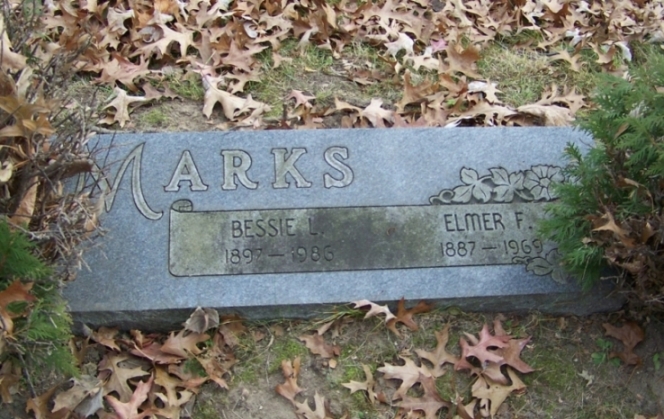 MARKS
BESSIE L. ELMER F.
1897 — 1986 1887 — 1969